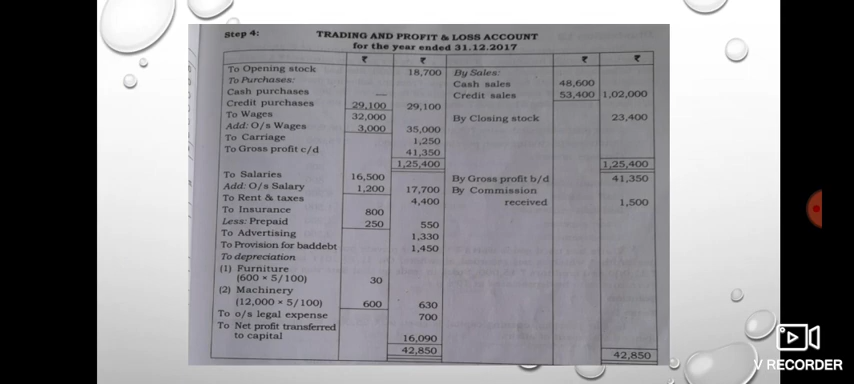 Step 4: TRADING AND PROFIT & LOSS ACCOUNT
for the year ended 31.12.2017
₹ ₹ ₹ ₹
To Opening stock 18,700 By Sales:
To Purchases: Cash sales 48,600
Cash purchases — Credit sales 53,400 1,02,000
Credit purchases 29,100 29,100
To Wages 32,000 By Closing stock 23,400
Add: O/s Wages 3,000 35,000
To Carriage 1,250
To Gross profit c/d 41,350
1,25,400 1,25,400
To Salaries 16,500 By Gross profit b/d 41,350
Add: O/s Salary 1,200 17,700 By Commission
To Rent & taxes 4,400 received 1,500
To Insurance 800
Less: Prepaid 250 550
To Advertising 1,330
To Provision for baddebt 1,450
To depreciation
(1) Furniture
(600 × 5/100) 30
(2) Machinery
(12,000 × 5/100) 600 630
To o/s legal expense 700
To Net profit transferred
to capital 16,090
42,850 42,850
V RECORDER